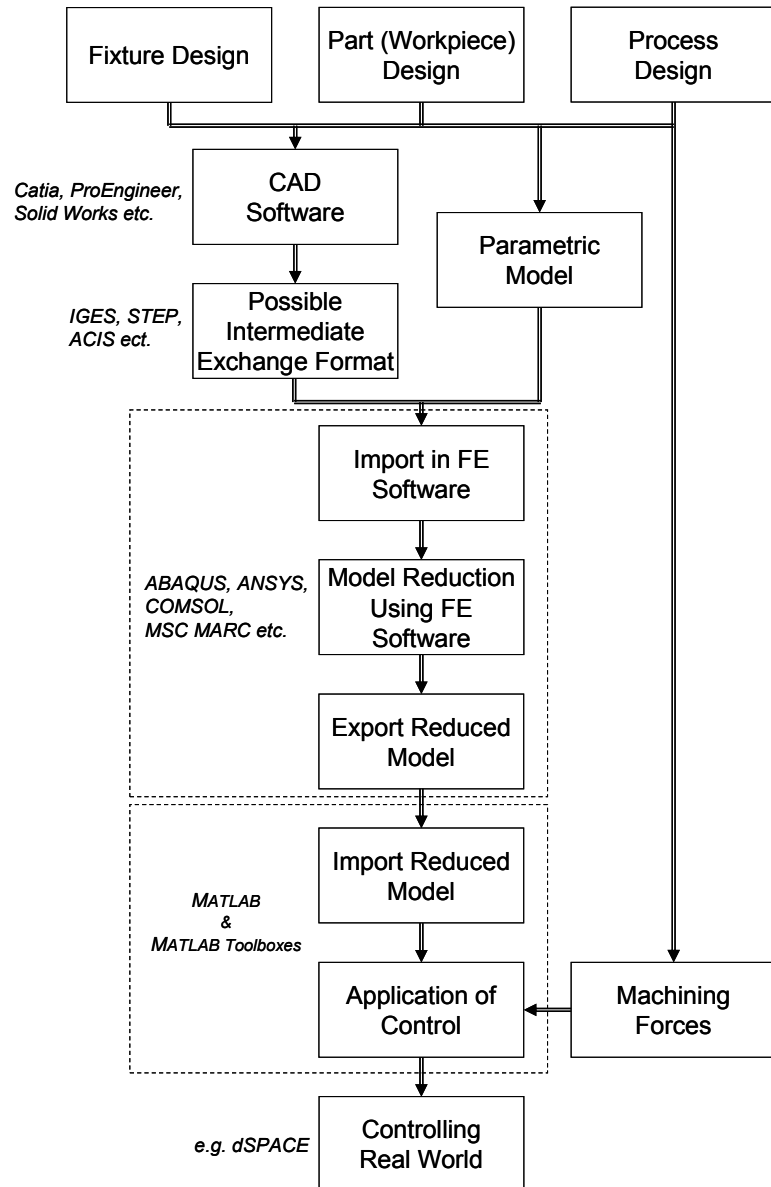 Fixture Design
Part (Workpiece)
Design
Process
Design
Catia, ProEngineer,
Solid Works etc.
CAD
Software
Parametric
Model
IGES, STEP,
ACIS ect.
Possible
Intermediate
Exchange Format
Import in FE
Software
ABAQUS, ANSYS,
COMSOL,
MSC MARC etc.
Model Reduction
Using FE
Software
Export Reduced
Model
Import Reduced
Model
MATLAB
&
MATLAB Toolboxes
Application of
Control
Machining
Forces
e.g. dSPACE
Controlling
Real World